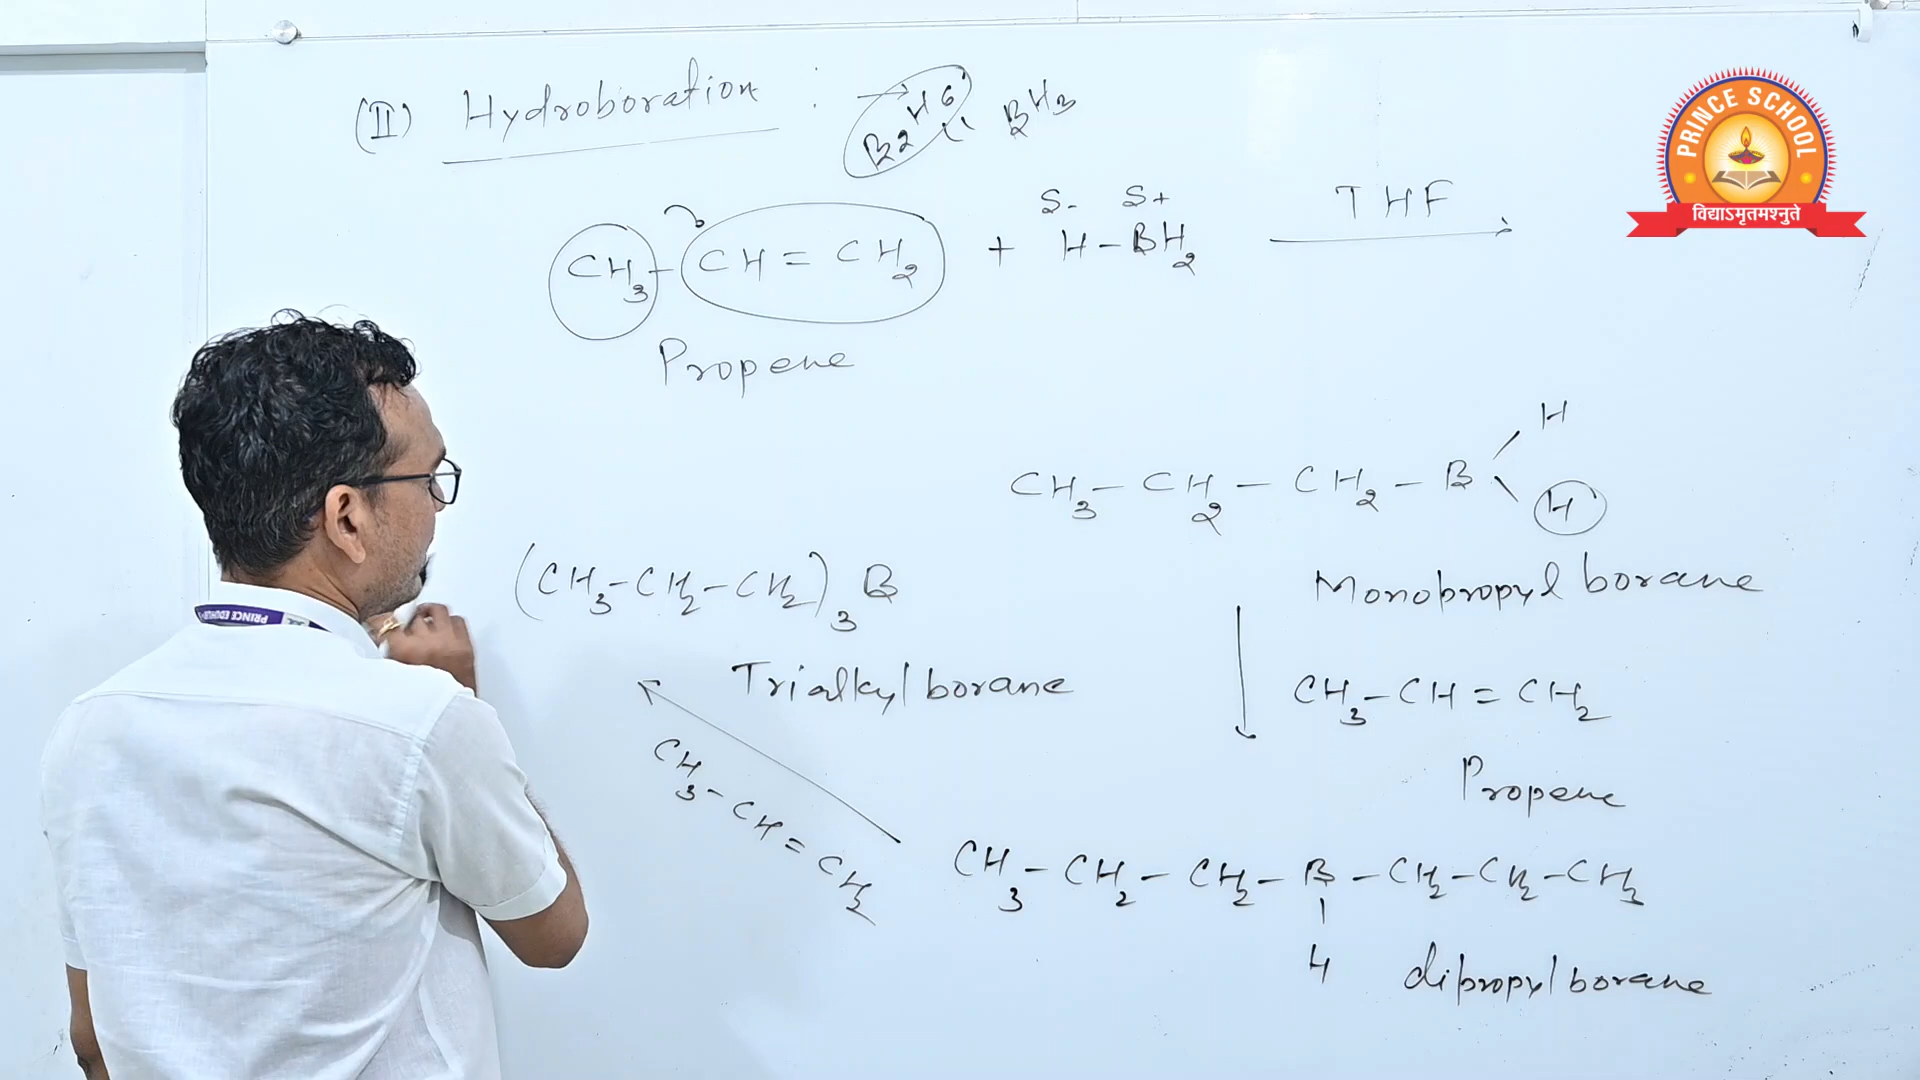 (II) Hydroboration : → B2H6 BH3
δ- δ+
CH3 - CH = CH2 + H - BH2 THF
Propene
CH3 - CH2 - CH2 - B
H
H
Monopropyl borane
(CH3-CH2-CH2)3 B
Trialkyl borane
CH3 - CH = CH2
Propene
CH3 - CH = CH2
CH3 - CH2 - CH2 - B - CH2 - CH2 - CH3
H
dipropyl borane
PRINCE SCHOOL
विद्याऽमृतमश्नुते